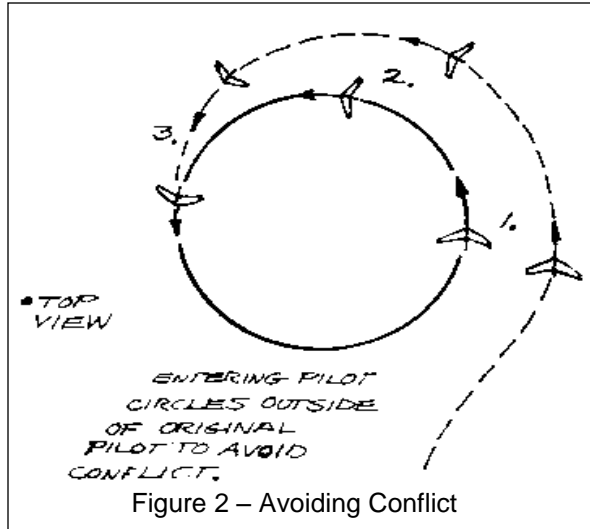 2.
3.
1.
• TOP
VIEW
ENTERING PILOT
CIRCLES OUTSIDE
OF ORIGINAL
PILOT TO AVOID
CONFLICT.
Figure 2 – Avoiding Conflict